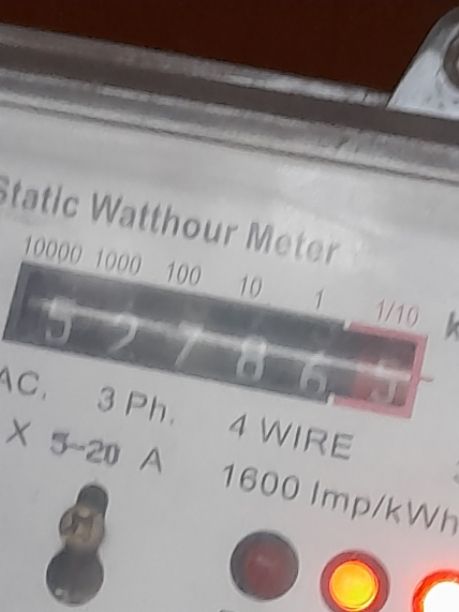 Static Watthour Meter
10000 1000 100 10 1 1/10
5 2 7 8 6 5
AC, 3 Ph, 4 WIRE
X 5-20 A
1600 Imp/kWh